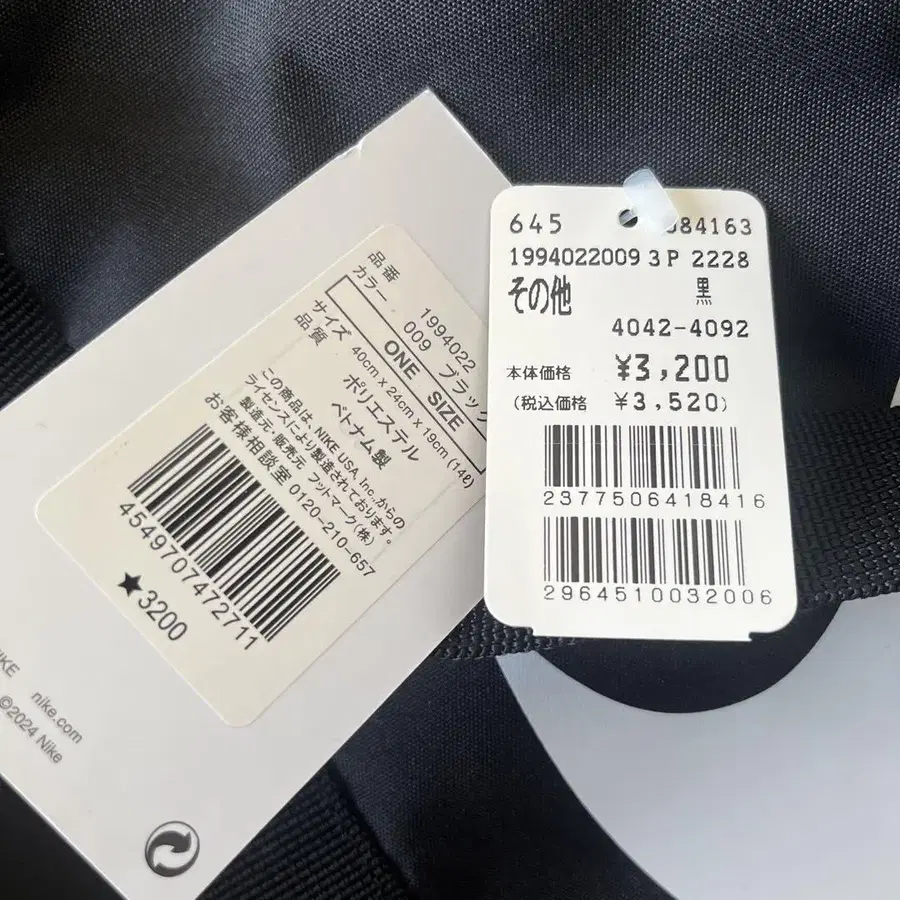 品番 1994022
カラー 009 ブラック
サイズ ONE SIZE
40cm x 24cm x 19cm (14ℓ)
品質 ポリエステル
ベトナム製
この商品は、NIKE USA, Inc.,からの
ライセンスにより製造されております。
製造元・販売元 フットマーク(株)
お客様相談室 0120-210-657
4549707472711
★3200
nike.com
©2024 Nike
645
84163
1994022009 3P 2228
その他 黒
4042-4092
本体価格 ¥3,200
(税込価格 ¥3,520)
2377506418416
2964510032006